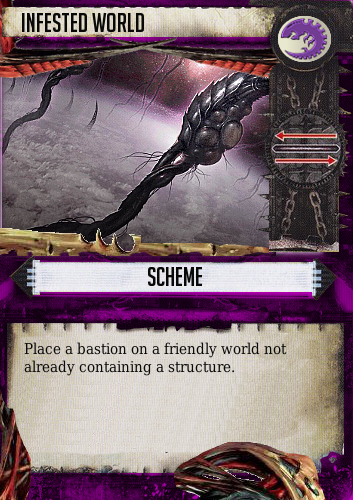 INFESTED WORLD
SCHEME
Place a bastion on a friendly world not
already containing a structure.